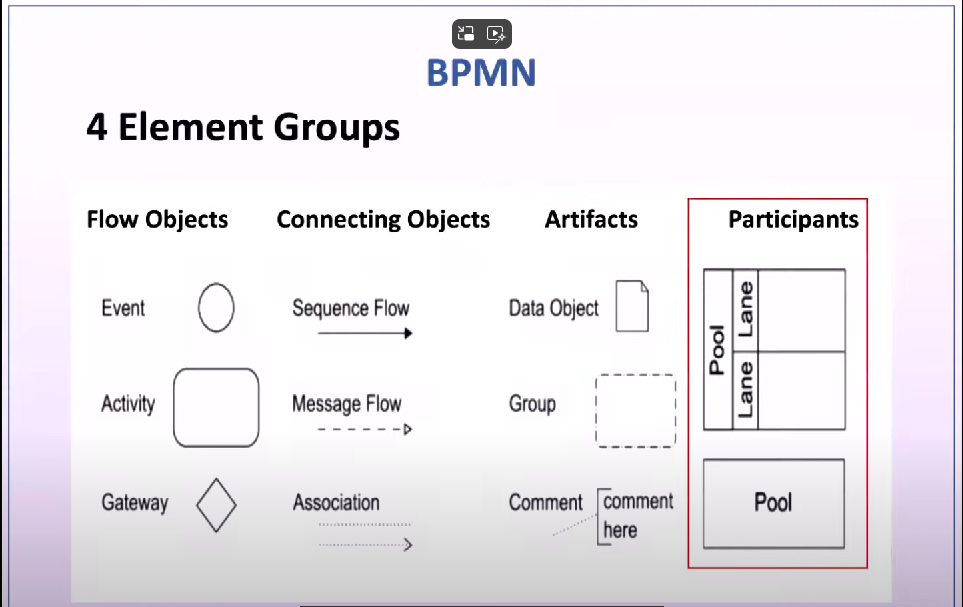 BPMN
4 Element Groups
Flow Objects
Event
Activity
Gateway
Connecting Objects
Sequence Flow
Message Flow
Association
Artifacts
Data Object
Group
Comment
comment
here
Participants
Pool
Lane
Lane
Pool